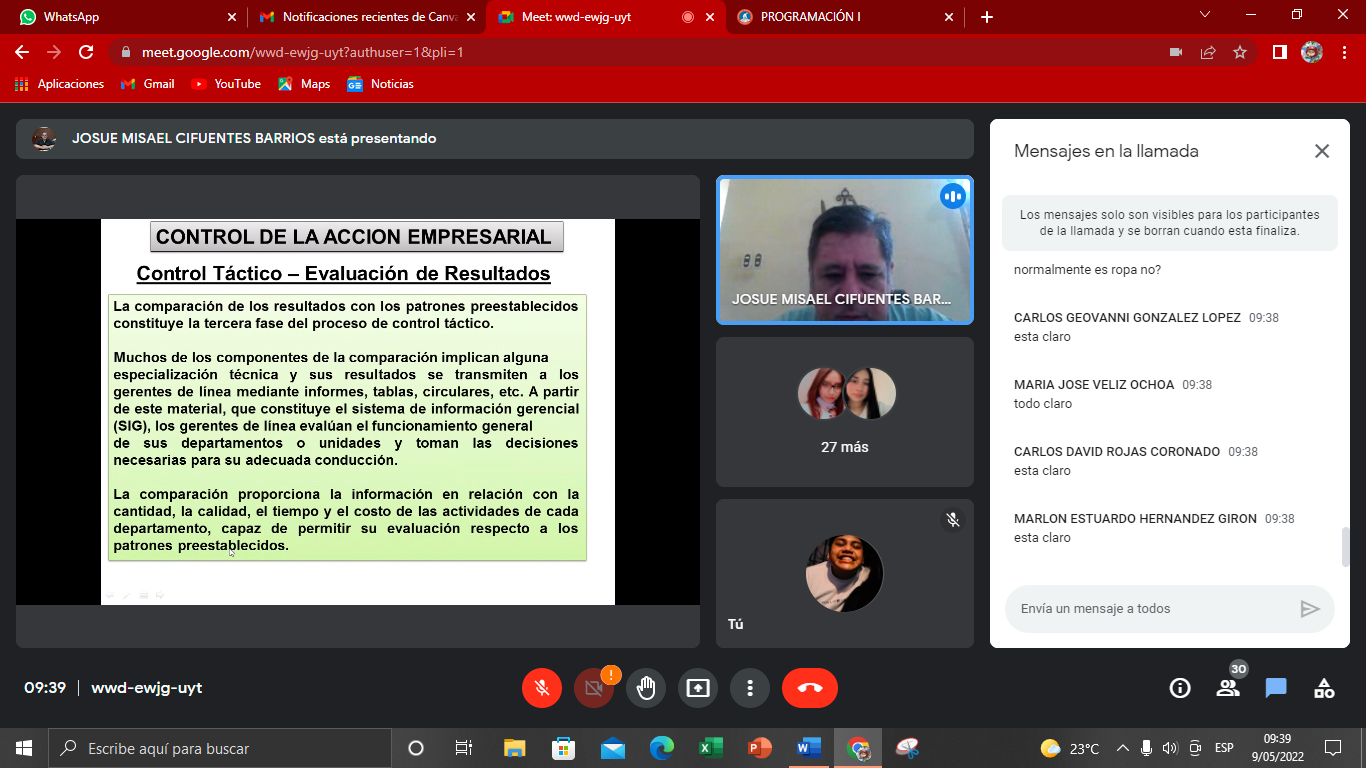 WhatsApp
Notificaciones recientes de Canva
Meet: wwd-ewjg-uyt
PROGRAMACIÓN I
meet.google.com/wwd-ewjg-uyt?authuser=1&pli=1
Aplicaciones
Gmail
YouTube
Maps
Noticias
JOSUE MISAEL CIFUENTES BARRIOS está presentando
CONTROL DE LA ACCION EMPRESARIAL
Control Táctico – Evaluación de Resultados
La comparación de los resultados con los patrones preestablecidos
constituye la tercera fase del proceso de control táctico.
Muchos de los componentes de la comparación implican alguna
especialización técnica y sus resultados se transmiten a los
gerentes de línea mediante informes, tablas, circulares, etc. A partir
de este material, que constituye el sistema de información gerencial
(SIG), los gerentes de línea evalúan el funcionamiento general
de sus departamentos o unidades y toman las decisiones
necesarias para su adecuada conducción.
La comparación proporciona la información en relación con la
cantidad, la calidad, el tiempo y el costo de las actividades de cada
departamento, capaz de permitir su evaluación respecto a los
patrones preestablecidos.
JOSUE MISAEL CIFUENTES BAR...
27 más
Tú
Mensajes en la llamada
Los mensajes solo son visibles para los participantes
de la llamada y se borran cuando esta finaliza.
normalmente es ropa no?
CARLOS GEOVANNI GONZALEZ LOPEZ 09:38
esta claro
MARIA JOSE VELIZ OCHOA 09:38
todo claro
CARLOS DAVID ROJAS CORONADO 09:38
esta claro
MARLON ESTUARDO HERNANDEZ GIRON 09:38
esta claro
Envía un mensaje a todos
09:39 | wwd-ewjg-uyt
30
Escribe aquí para buscar
23°C
ESP
09:39
9/05/2022